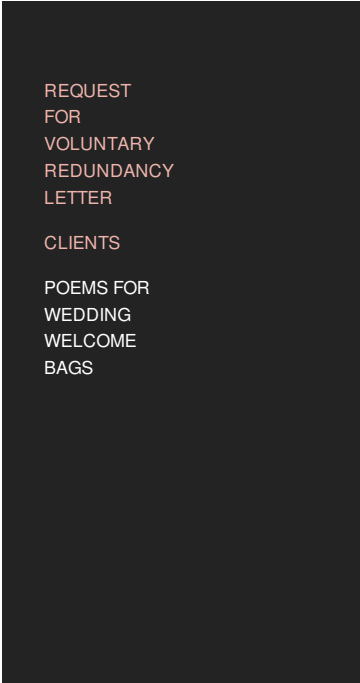 REQUEST
FOR
VOLUNTARY
REDUNDANCY
LETTER
CLIENTS
POEMS FOR
WEDDING
WELCOME
BAGS